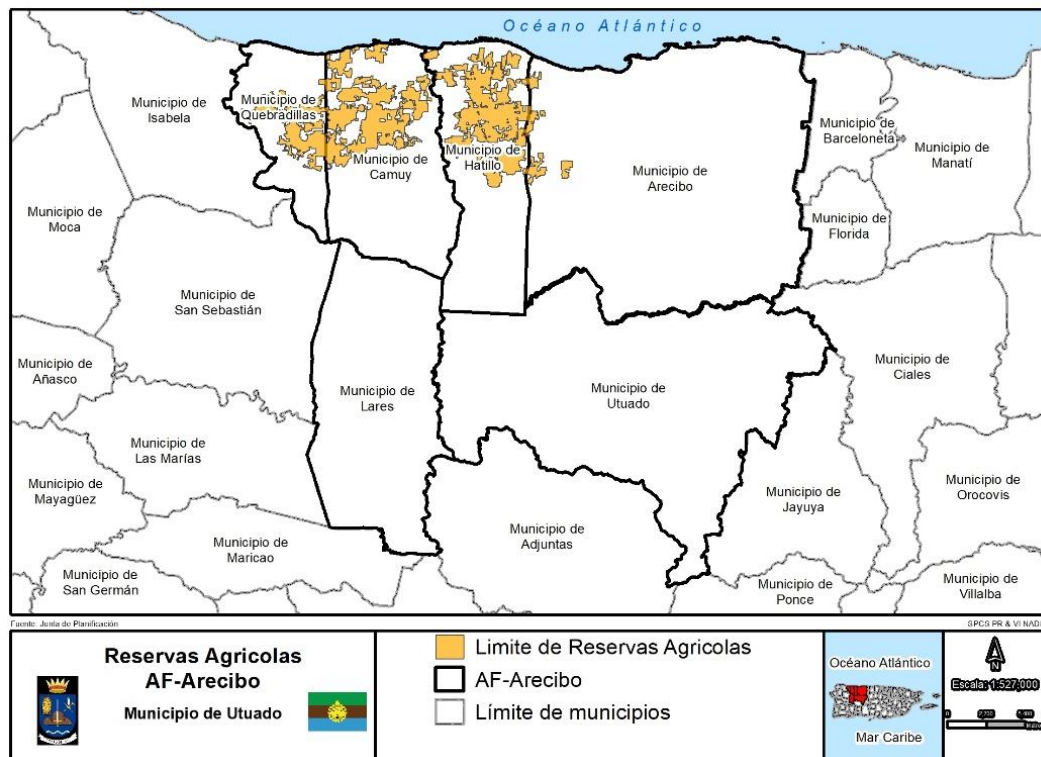 Océano Atlántico
Municipio de
Isabela
Municipio de
Quebradillas
Municipio de
Camuy
Municipio de
Hatillo
Municipio de
Arecibo
Municipio de
Barceloneta
Municipio de
Manatí
Municipio de
Florida
Municipio de
Moca
Municipio de
San Sebastián
Municipio de
Añasco
Municipio de
Lares
Municipio de
Utuado
Municipio de
Ciales
Municipio de
Las Marías
Municipio de
Mayagüez
Municipio de
Maricao
Municipio de
Adjuntas
Municipio de
Jayuya
Municipio de
Orocovis
Municipio de
San Germán
Municipio de
Ponce
Municipio de
Villalba
Fuente: Junta de Planificación
SPCS PR & VI NAD83
Reservas Agricolas
AF-Arecibo
Municipio de Utuado
Límite de Reservas Agricolas
AF-Arecibo
Límite de municipios
Océano Atlántico
Mar Caribe
N
Escala: 1:527,000
0